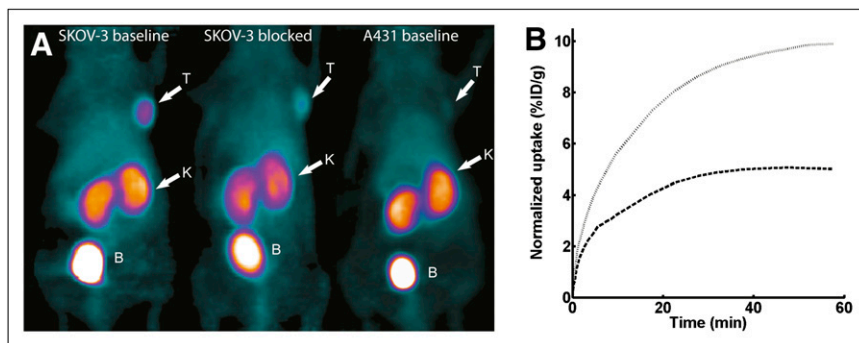 A
SKOV-3 baseline
SKOV-3 blocked
A431 baseline
T
T
T
K
K
K
B
B
B
B
Normalized uptake (%ID/g)
10
8
6
4
2
0
0
20
40
60
Time (min)